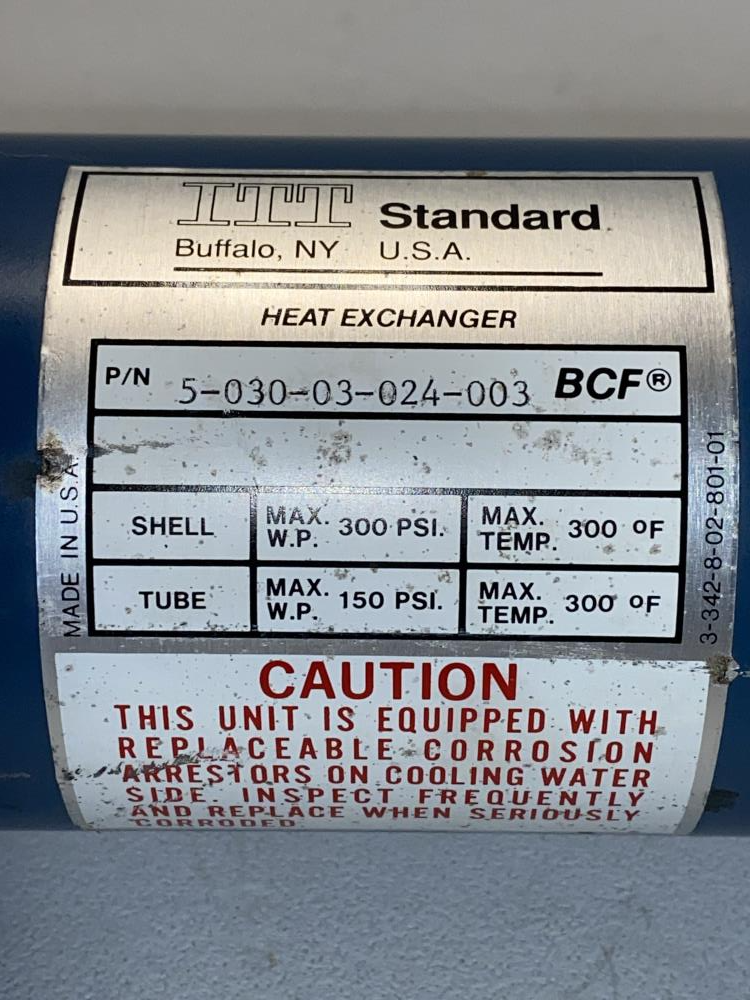 ITT Standard
Buffalo, NY U.S.A.
HEAT EXCHANGER
P/N 5-030-03-024-003 BCF®
SHELL MAX. W.P. 300 PSI. MAX. TEMP. 300 ºF
TUBE MAX. W.P. 150 PSI. MAX. TEMP. 300 ºF
MADE IN U.S.A.
3-342-8-02-801-01
CAUTION
THIS UNIT IS EQUIPPED WITH
REPLACEABLE CORROSION
ARRESTORS ON COOLING WATER
SIDE. INSPECT FREQUENTLY
AND REPLACE WHEN SERIOUSLY
CORRODED